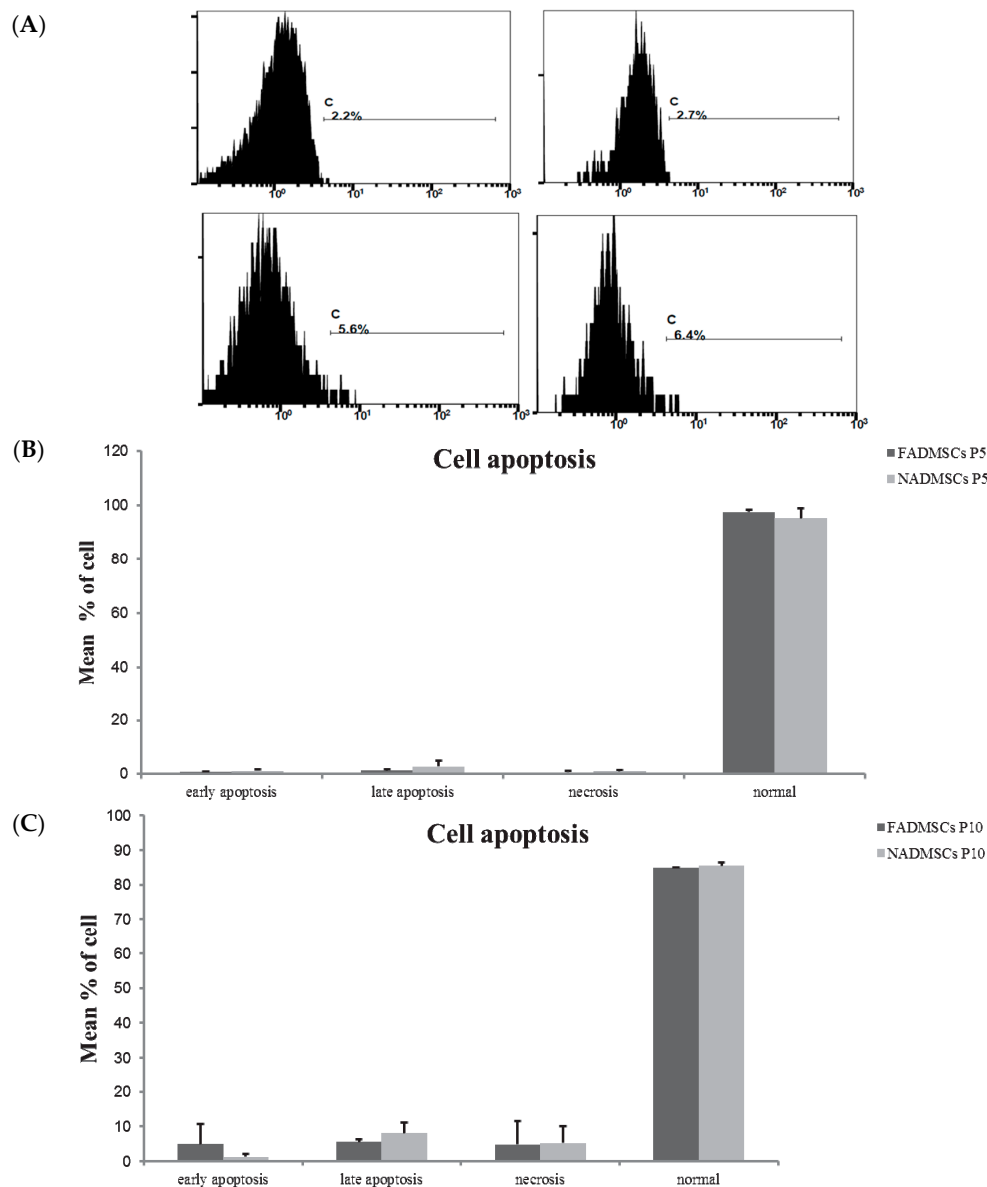 (A)
C
2.2%
10⁰ 10¹ 10² 10³
C
2.7%
10⁰ 10¹ 10² 10³
C
5.6%
10⁰ 10¹ 10² 10³
C
6.4%
10⁰ 10¹ 10² 10³
(B)
Cell apoptosis
FADMSCs P5
NADMSCs P5
Mean % of cell
120
100
80
60
40
20
0
early apoptosis late apoptosis necrosis normal
(C)
Cell apoptosis
FADMSCs P10
NADMSCs P10
Mean % of cell
100
90
80
70
60
50
40
30
20
10
0
early apoptosis late apoptosis necrosis normal